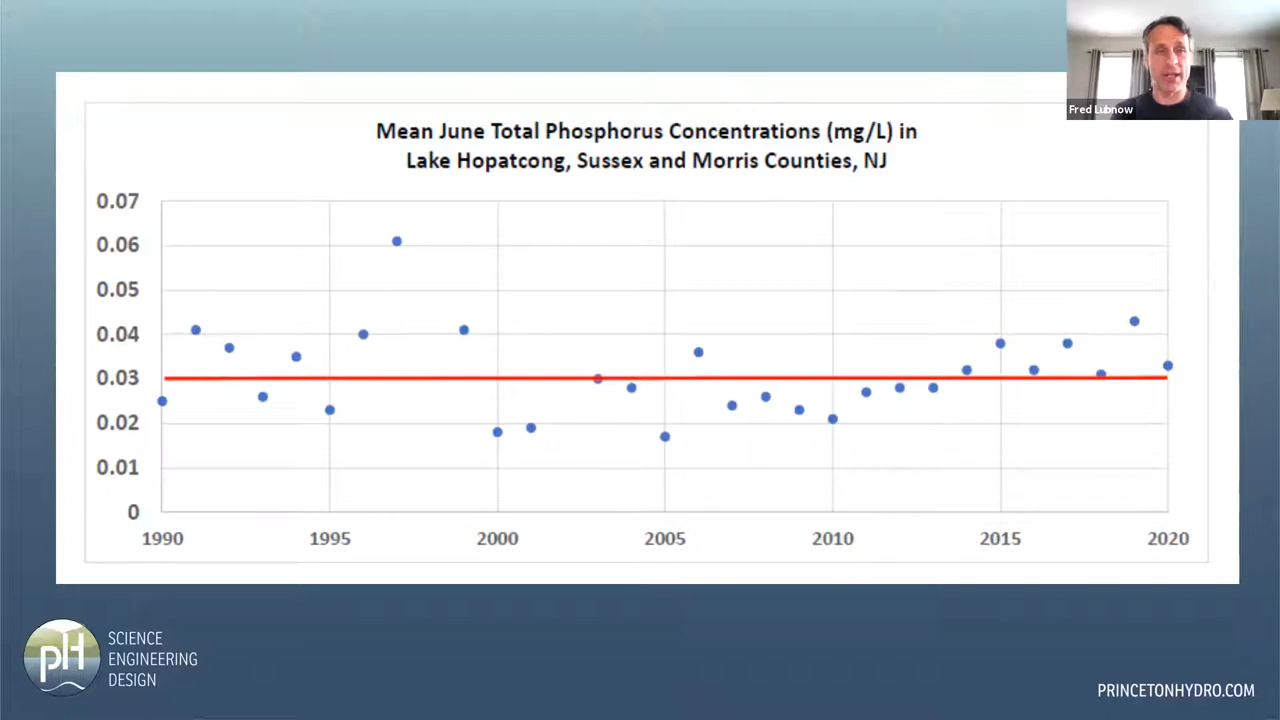 Fred Lubnow
Mean June Total Phosphorus Concentrations (mg/L) in
Lake Hopatcong, Sussex and Morris Counties, NJ
0.07
0.06
0.05
0.04
0.03
0.02
0.01
0
1990 1995 2000 2005 2010 2015 2020
pH
SCIENCE
ENGINEERING
DESIGN
PRINCETONHYDRO.COM